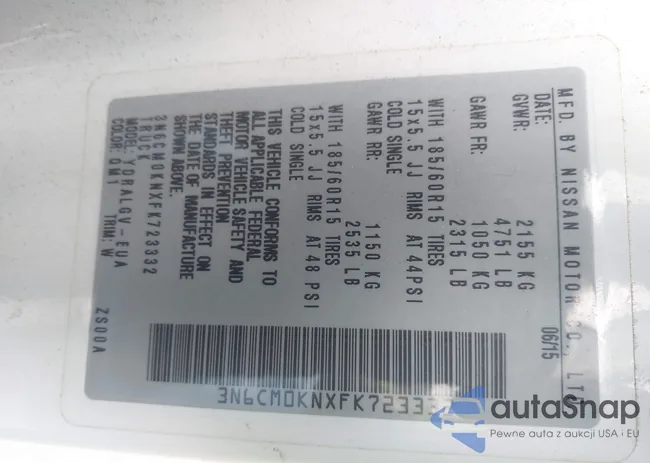 MFD. BY NISSAN MOTOR CO., LTD
DATE: 06/15
GVWR: 2155 KG
4751 LB
GAWR FR: 1050 KG
2315 LB
WITH 185/60R15 TIRES
15x5.5 JJ RIMS AT 44PSI
COLD SINGLE
GAWR RR: 1150 KG
2535 LB
WITH 185/60R15 TIRES
15x5.5 JJ RIMS AT 48 PSI
COLD SINGLE
THIS VEHICLE CONFORMS TO
ALL APPLICABLE FEDERAL
MOTOR VEHICLE SAFETY AND
THEFT PREVENTION
STANDARDS IN EFFECT ON
THE DATE OF MANUFACTURE
SHOWN ABOVE.
3N6CM0KNXFK723332
TRUCK
MODEL: YDRALGV-EUA
COLOR: QM1 TRIM: W
ZS00A
3N6CM0KNXFK72333
autoSnap
Pewne auta z aukcji USA i EU